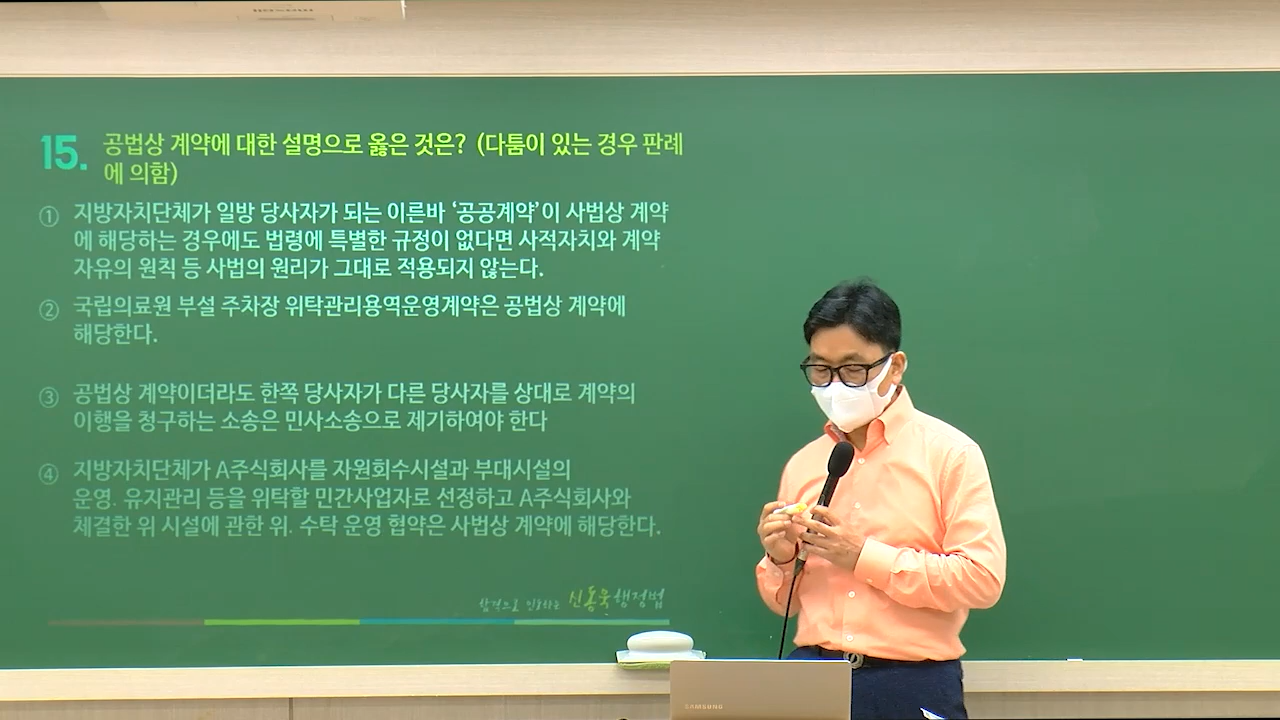 15. 공법상 계약에 대한 설명으로 옳은 것은? (다툼이 있는 경우 판례
에 의함)
① 지방자치단체가 일방 당사자가 되는 이른바 ‘공공계약’이 사법상 계약
에 해당하는 경우에도 법령에 특별한 규정이 없다면 사적자치와 계약
자유의 원칙 등 사법의 원리가 그대로 적용되지 않는다.
② 국립의료원 부설 주차장 위탁관리용역운영계약은 공법상 계약에
해당한다.
③ 공법상 계약이더라도 한쪽 당사자가 다른 당사자를 상대로 계약의
이행을 청구하는 소송은 민사소송으로 제기하여야 한다
④ 지방자치단체가 A주식회사를 자원회수시설과 부대시설의
운영. 유지관리 등을 위탁할 민간사업자로 선정하고 A주식회사와
체결한 위 시설에 관한 위. 수탁 운영 협약은 사법상 계약에 해당한다.
합격으로 인도하는 신동욱행정법
SAMSUNG